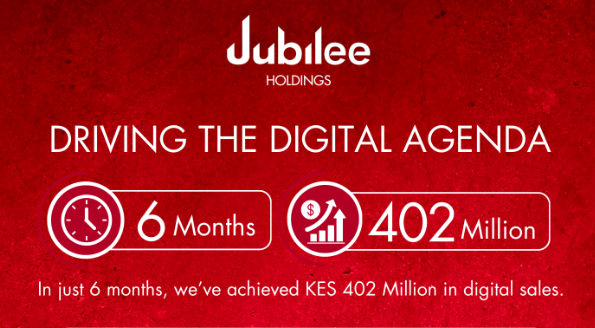 Jubilee
HOLDINGS
DRIVING THE DIGITAL AGENDA
6 Months
$ 402 Million
In just 6 months, we've achieved KES 402 Million in digital sales.